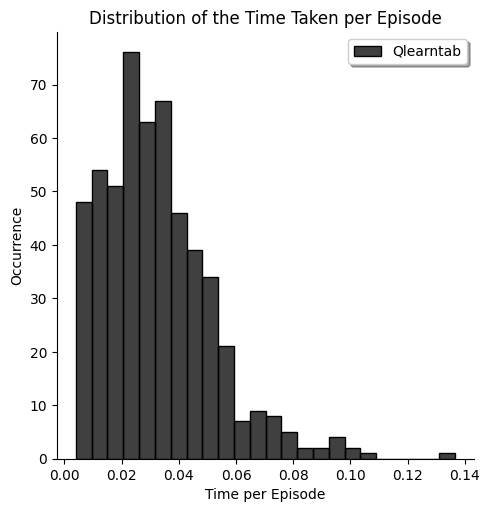 Distribution of the Time Taken per Episode
Qlearntab
70
60
50
40
30
20
10
0
Occurrence
0.00 0.02 0.04 0.06 0.08 0.10 0.12 0.14
Time per Episode